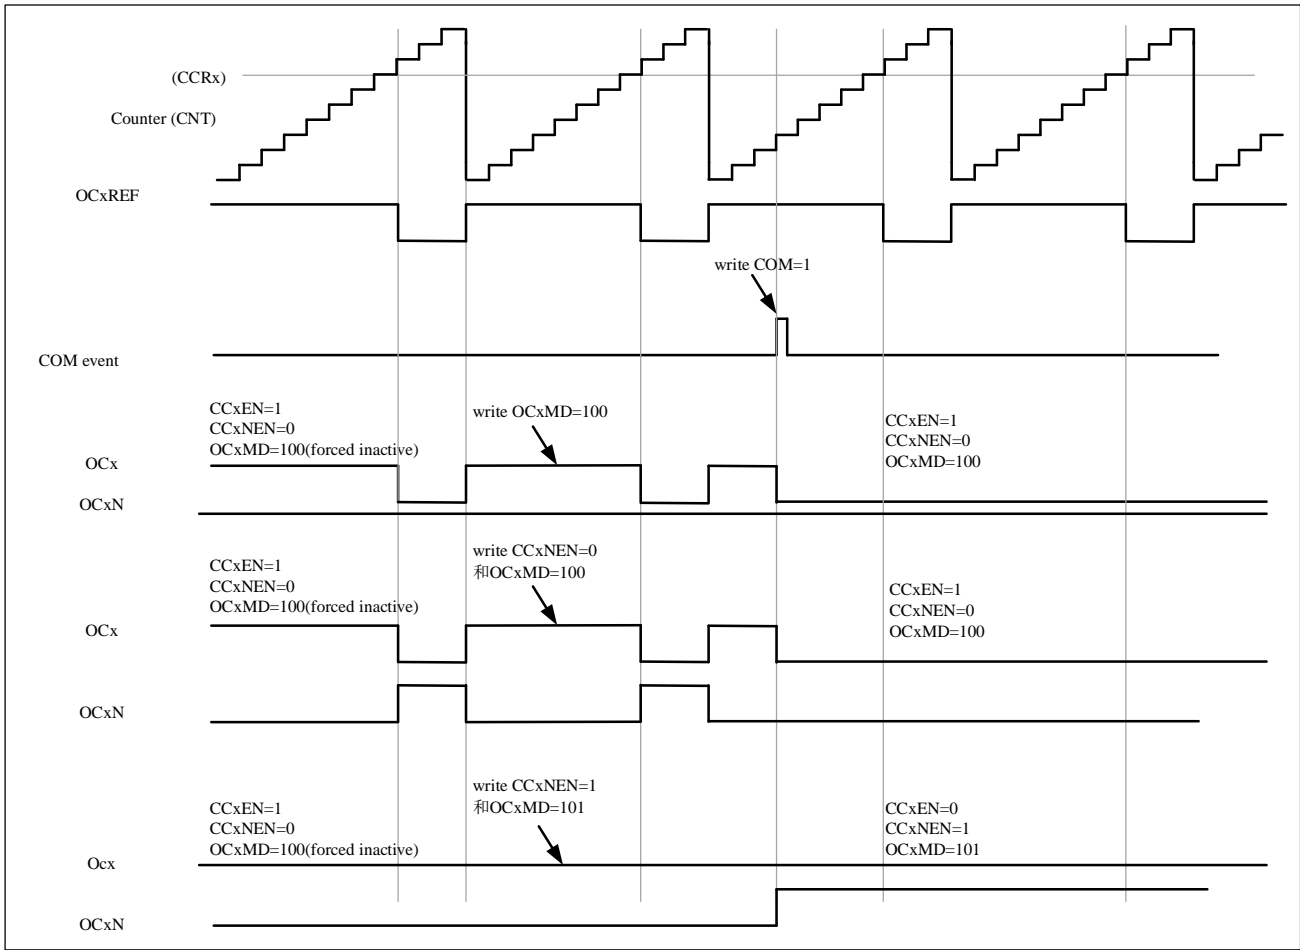 (CCRx)
Counter (CNT)
OCxREF
write COM=1
COM event
CCxEN=1
CCxNEN=0
OCxMD=100(forced inactive)
write OCxMD=100
CCxEN=1
CCxNEN=0
OCxMD=100
OCx
OCxN
CCxEN=1
CCxNEN=0
OCxMD=100(forced inactive)
write CCxNEN=0
和OCxMD=100
CCxEN=1
CCxNEN=0
OCxMD=100
OCx
OCxN
CCxEN=1
CCxNEN=0
OCxMD=100(forced inactive)
write CCxNEN=1
和OCxMD=101
CCxEN=0
CCxNEN=1
OCxMD=101
Ocx
OCxN